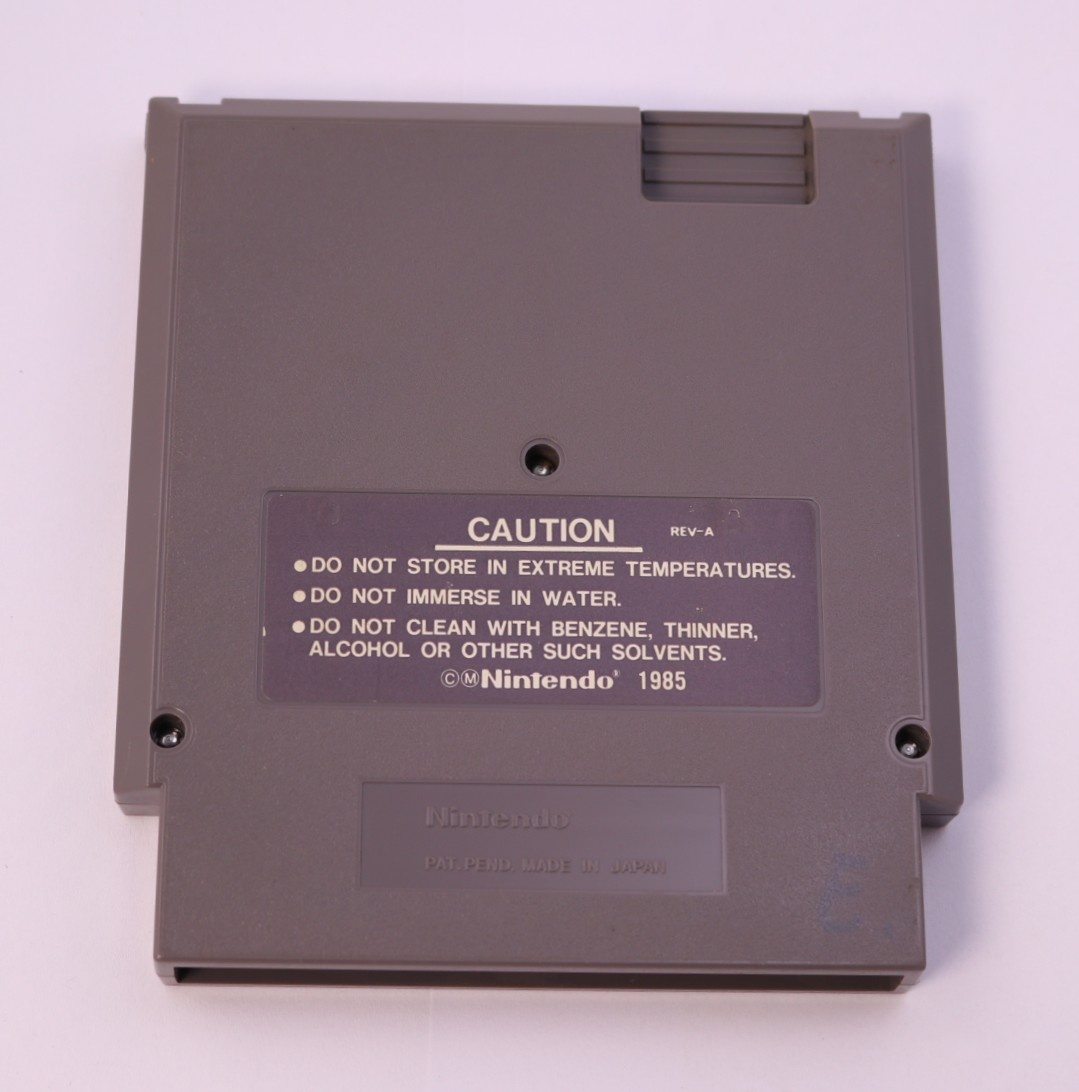 CAUTION REV-A
●DO NOT STORE IN EXTREME TEMPERATURES.
●DO NOT IMMERSE IN WATER.
●DO NOT CLEAN WITH BENZENE, THINNER,
ALCOHOL OR OTHER SUCH SOLVENTS.
©ⓂNintendo® 1985
Nintendo
PAT. PEND. MADE IN JAPAN